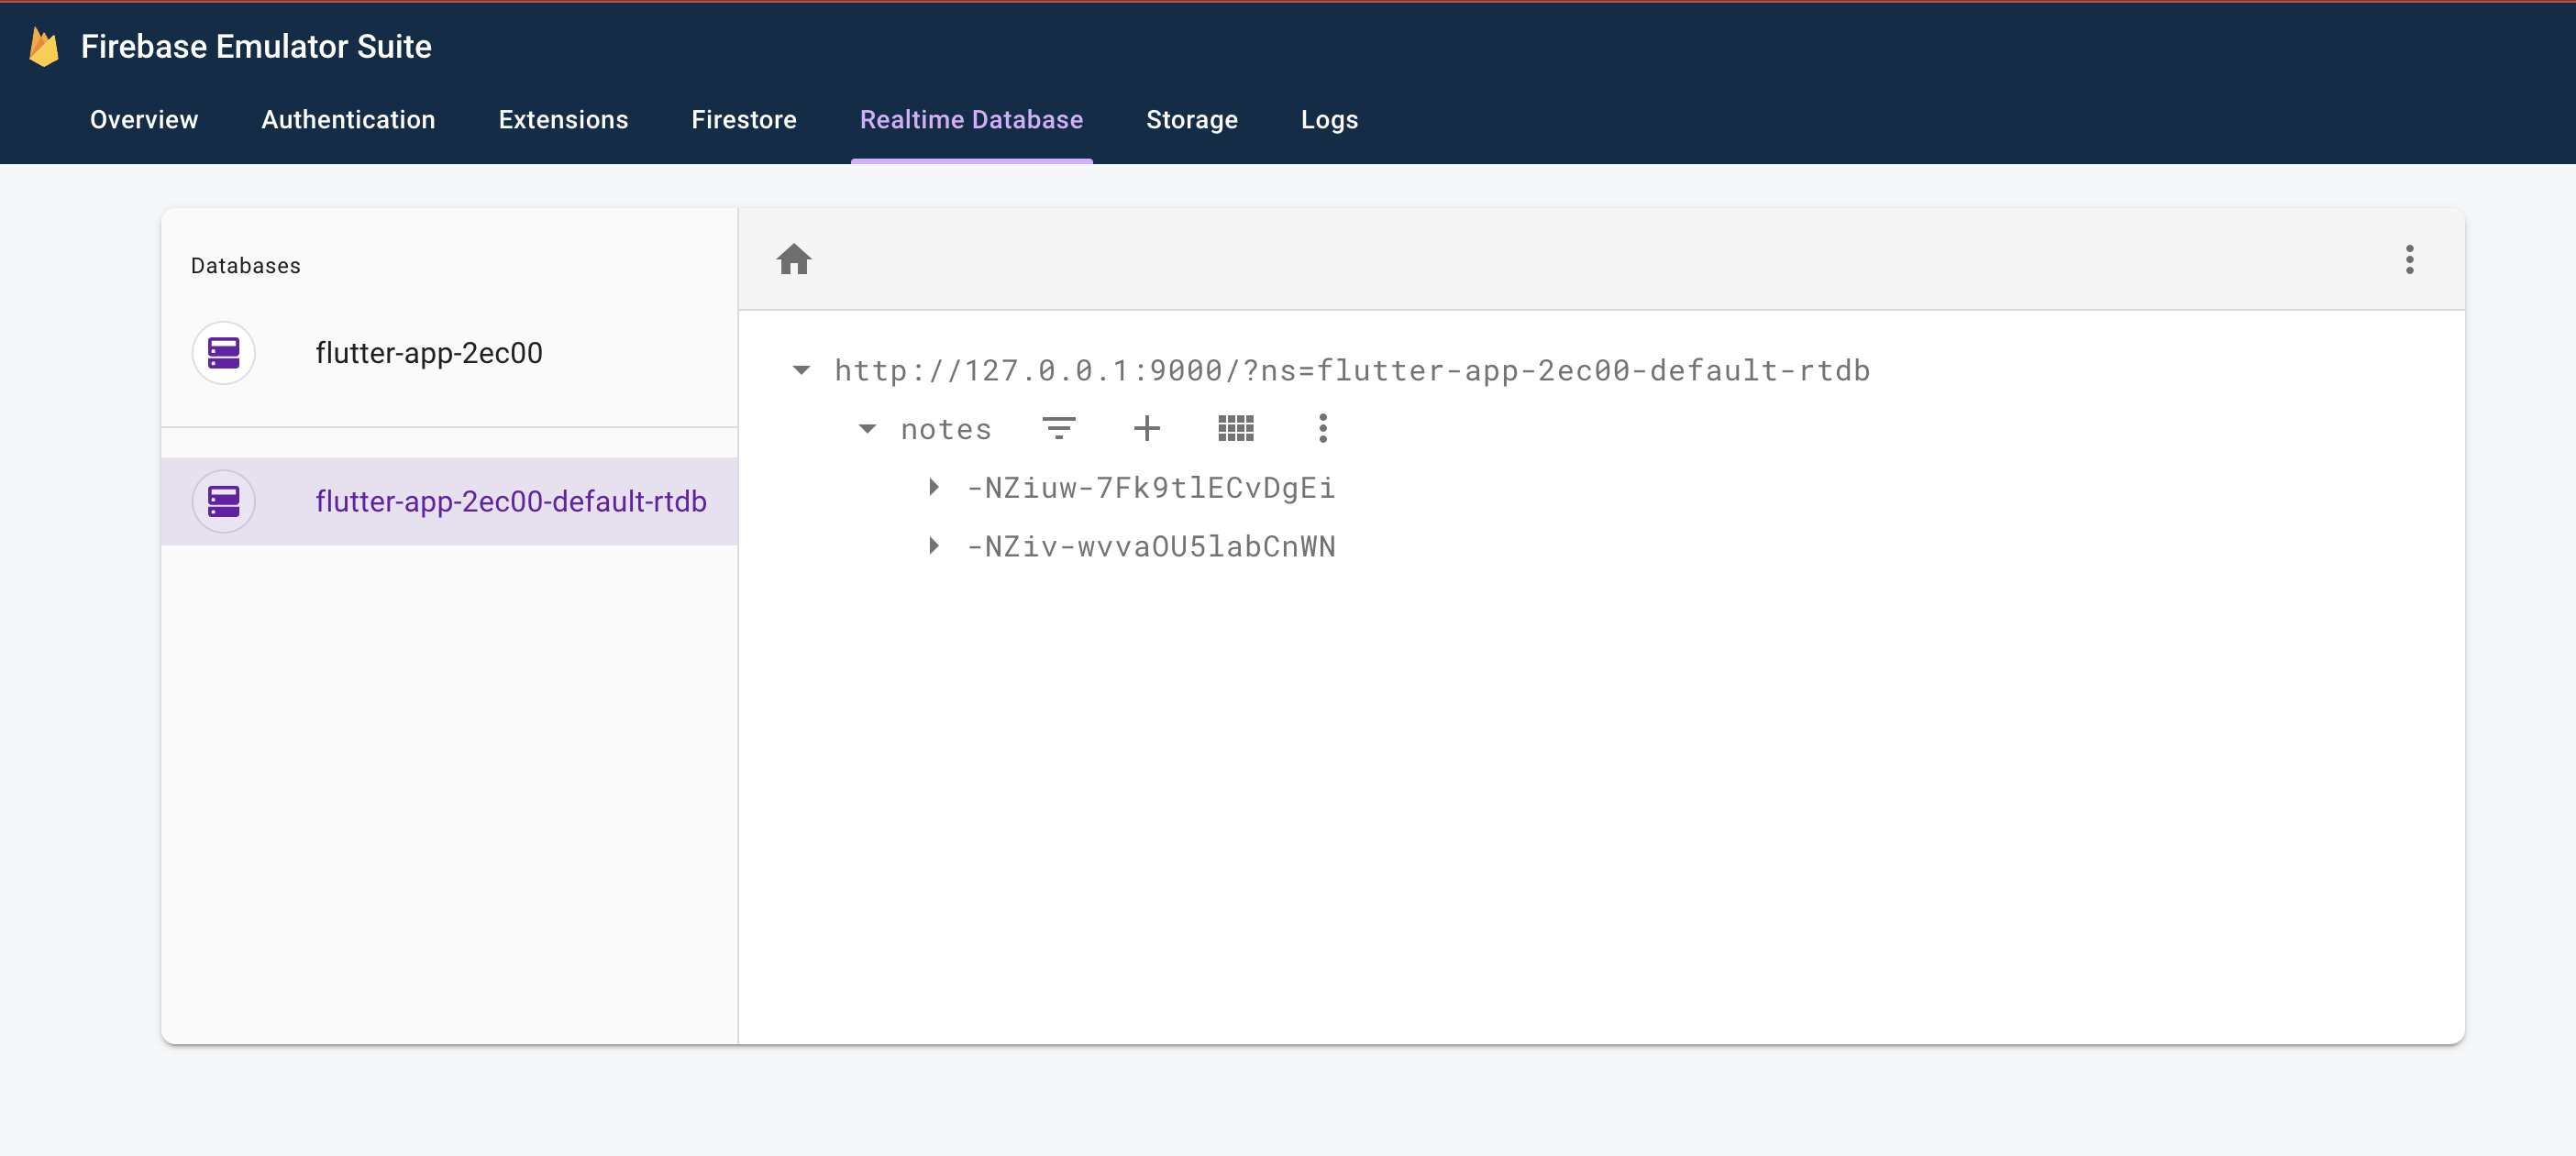 Firebase Emulator Suite
Overview Authentication Extensions Firestore Realtime Database Storage Logs
Databases
flutter-app-2ec00
flutter-app-2ec00-default-rtdb
http://127.0.0.1:9000/?ns=flutter-app-2ec00-default-rtdb
notes
-NZiuw-7Fk9tlECvDgEi
-NZiv-wvvaOU5labCnWN